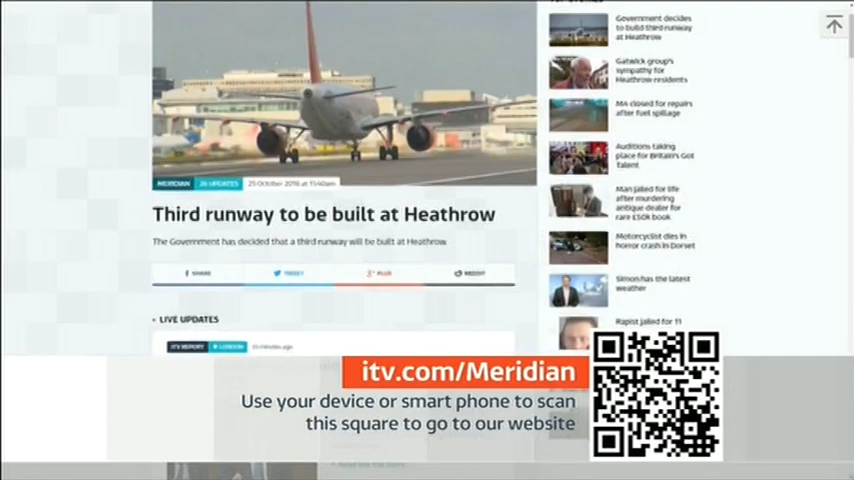 Government decides
to build third runway
at Heathrow
Gatwick group's
sympathy for
Heathrow residents
M4 closed for repairs
after fuel spillage
Auditions taking
place for Britain's Got
Talent
Man jailed for life
after murdering
antique dealer for
rare £50k book
Motorcyclist dies in
horror crash in Dorset
Simon has the latest
weather
Rapist jailed for 11
MERIDIAN
26 UPDATES
25 October 2016 at 11:40am
Third runway to be built at Heathrow
The Government has decided that a third runway will be built at Heathrow.
SHARE
TWEET
PLUS
REDDIT
LIVE UPDATES
ITV REPORT
LONDON
itv.com/Meridian
Use your device or smart phone to scan
this square to go to our website